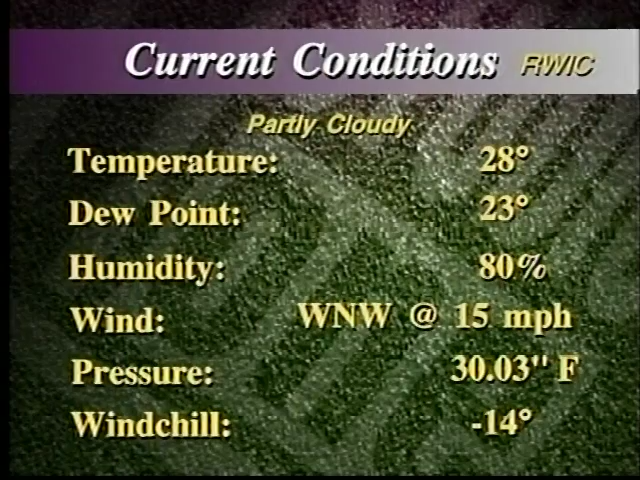 Current Conditions RWIC
Partly Cloudy
Temperature: 28°
Dew Point: 23°
Humidity: 80%
Wind: WNW @ 15 mph
Pressure: 30.03" F
Windchill: -14°